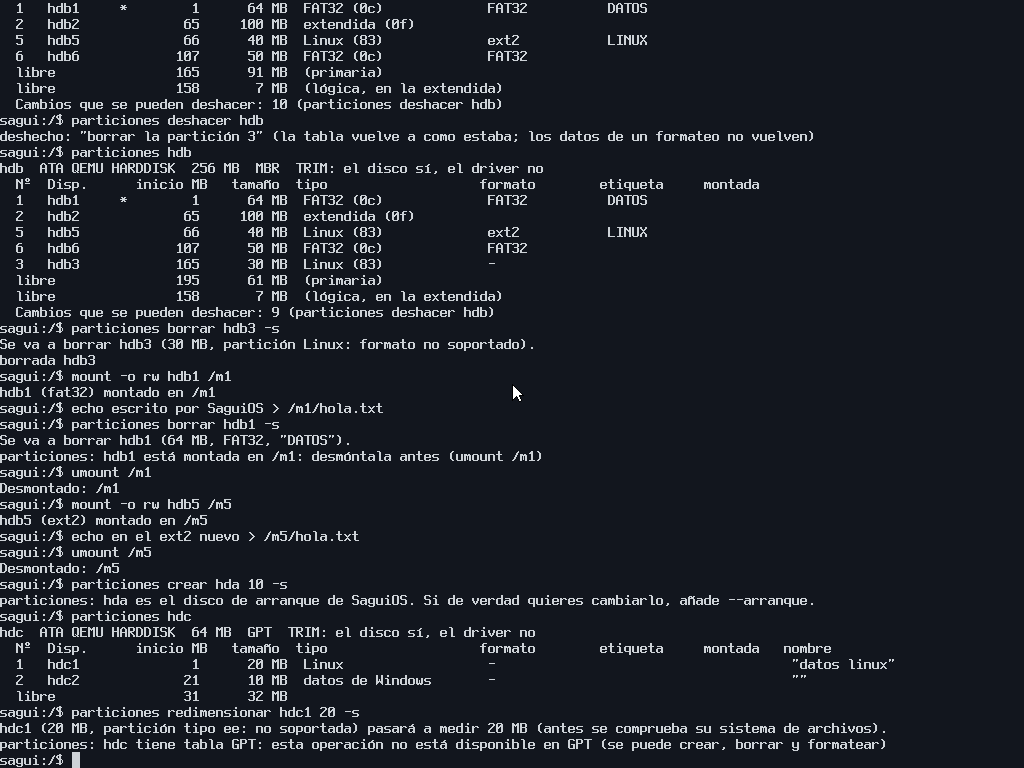 1 hdb1 * 1 64 MB FAT32 (0c) FAT32 DATOS
2 hdb2 65 100 MB extendida (0f)
5 hdb5 66 40 MB Linux (83) ext2 LINUX
6 hdb6 107 50 MB FAT32 (0c) FAT32
libre 165 91 MB (primaria)
libre 158 7 MB (lógica, en la extendida)
Cambios que se pueden deshacer: 10 (particiones deshacer hdb)
sagui:/$ particiones deshacer hdb
deshecho: "borrar la partición 3" (la tabla vuelve a como estaba; los datos de un formateo no vuelven)
sagui:/$ particiones hdb
hdb ATA QEMU HARDDISK 256 MB MBR TRIM: el disco sí, el driver no
Nº Disp. inicio MB tamaño tipo formato etiqueta montada
1 hdb1 * 1 64 MB FAT32 (0c) FAT32 DATOS
2 hdb2 65 100 MB extendida (0f)
5 hdb5 66 40 MB Linux (83) ext2 LINUX
6 hdb6 107 50 MB FAT32 (0c) FAT32
3 hdb3 165 30 MB Linux (83) -
libre 195 61 MB (primaria)
libre 158 7 MB (lógica, en la extendida)
Cambios que se pueden deshacer: 9 (particiones deshacer hdb)
sagui:/$ particiones borrar hdb3 -s
Se va a borrar hdb3 (30 MB, partición Linux: formato no soportado).
borrada hdb3
sagui:/$ mount -o rw hdb1 /m1
hdb1 (fat32) montado en /m1
sagui:/$ echo escrito por SaguiOS > /m1/hola.txt
sagui:/$ particiones borrar hdb1 -s
Se va a borrar hdb1 (64 MB, FAT32, "DATOS").
particiones: hdb1 está montada en /m1: desmóntala antes (umount /m1)
sagui:/$ umount /m1
Desmontado: /m1
sagui:/$ mount -o rw hdb5 /m5
hdb5 (ext2) montado en /m5
sagui:/$ echo en el ext2 nuevo > /m5/hola.txt
sagui:/$ umount /m5
Desmontado: /m5
sagui:/$ particiones crear hda 10 -s
particiones: hda es el disco de arranque de SaguiOS. Si de verdad quieres cambiarlo, añade --arranque.
sagui:/$ particiones hdc
hdc ATA QEMU HARDDISK 64 MB GPT TRIM: el disco sí, el driver no
Nº Disp. inicio MB tamaño tipo formato etiqueta montada nombre
1 hdc1 1 20 MB Linux - "datos linux"
2 hdc2 21 10 MB datos de Windows - ""
libre 31 32 MB
sagui:/$ particiones redimensionar hdc1 20 -s
hdc1 (20 MB, partición tipo ee: no soportada) pasará a medir 20 MB (antes se comprueba su sistema de archivos).
particiones: hdc tiene tabla GPT: esta operación no está disponible en GPT (se puede crear, borrar y formatear)
sagui:/$